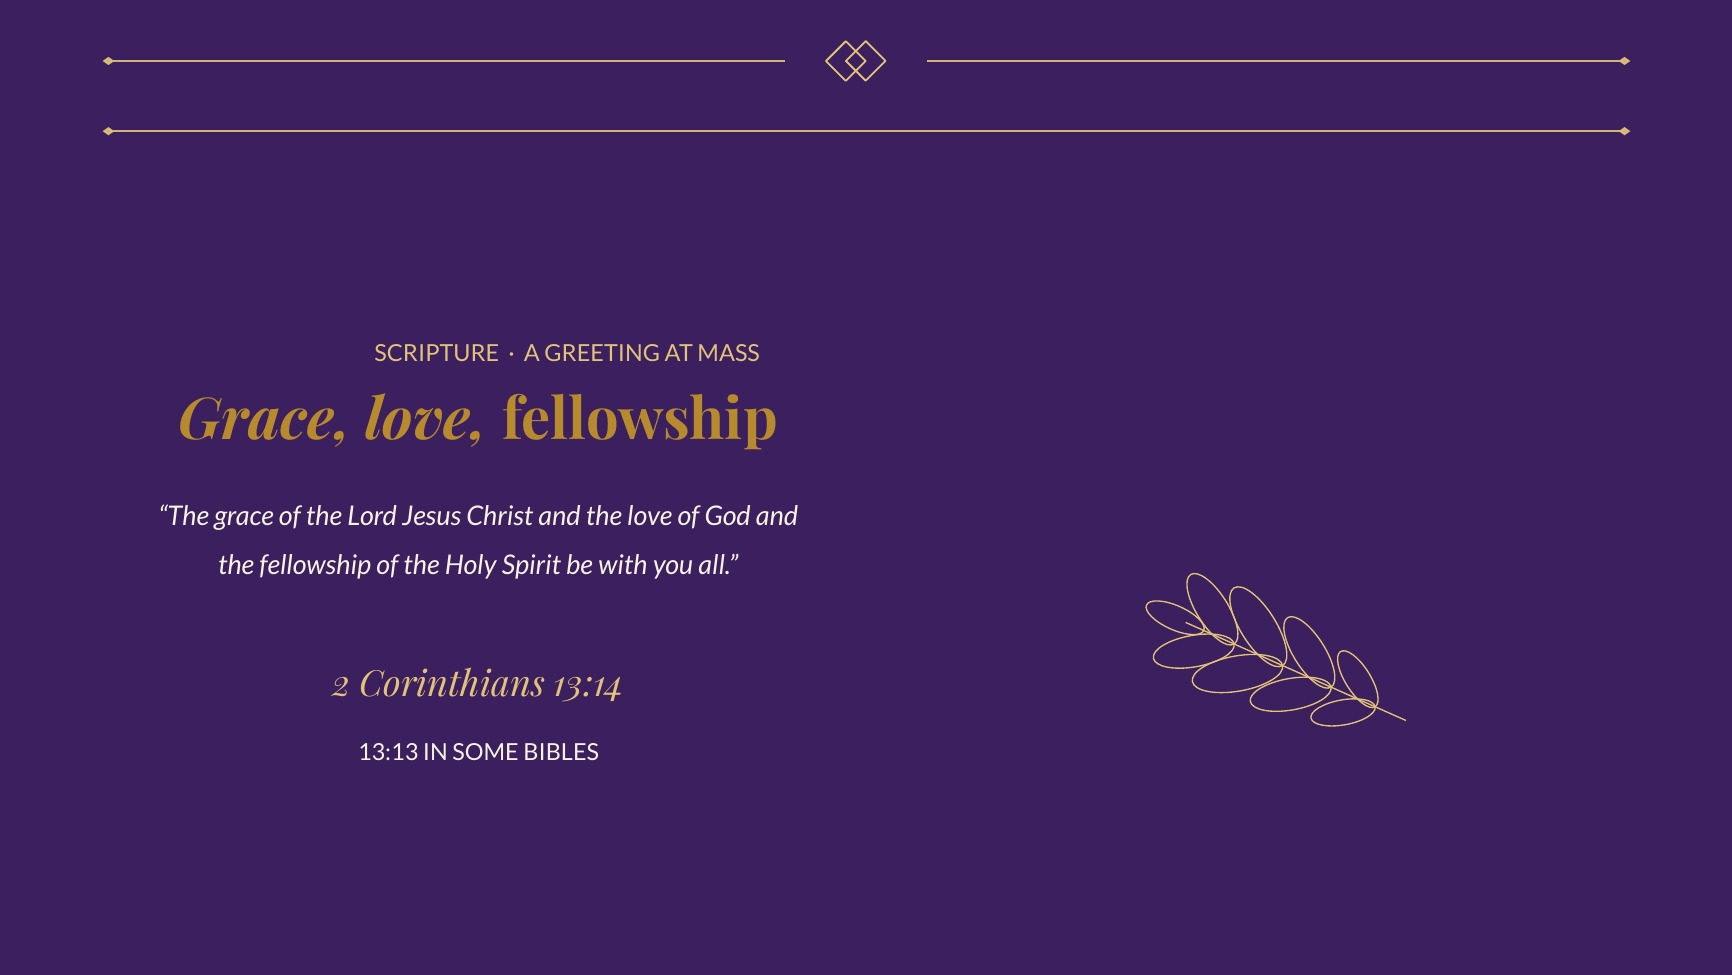 SCRIPTURE · A GREETING AT MASS
Grace, love, fellowship
“The grace of the Lord Jesus Christ and the love of God and
the fellowship of the Holy Spirit be with you all.”
2 Corinthians 13:14
13:13 IN SOME BIBLES